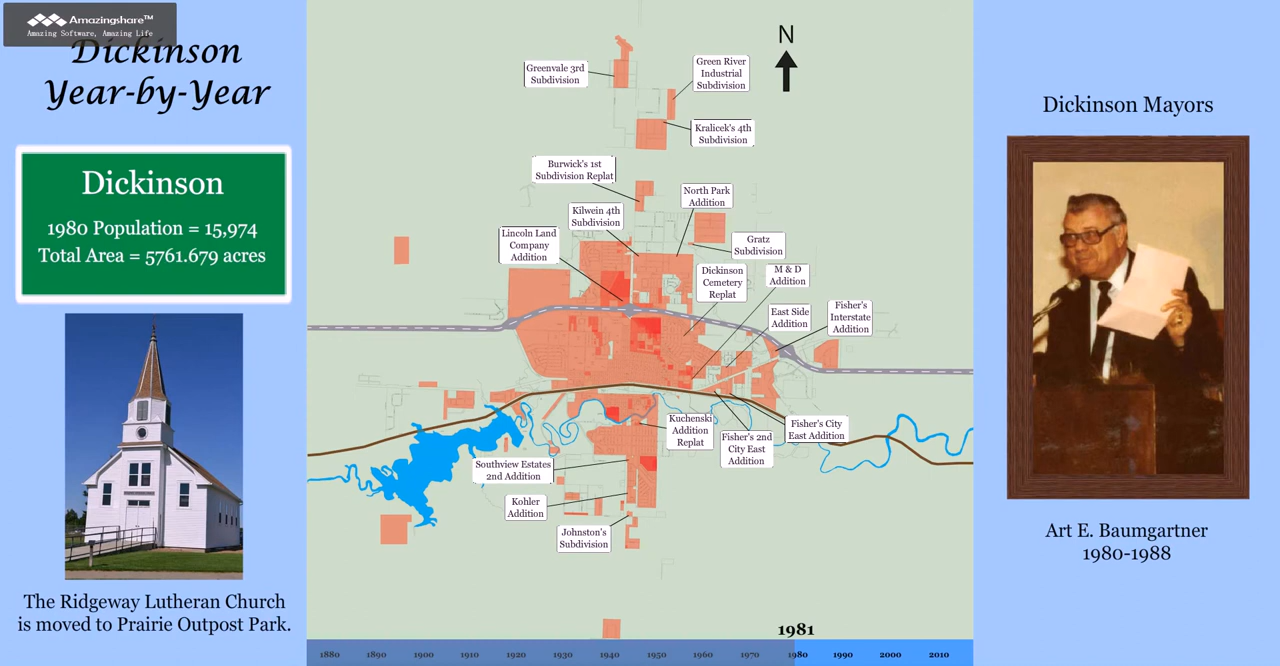 Amazingshare™
Amazing Software, Amazing Life
Dickinson
Year-by-Year
Dickinson
1980 Population = 15,974
Total Area = 5761.679 acres
The Ridgeway Lutheran Church
is moved to Prairie Outpost Park.
N
Greenvale 3rd
Subdivision
Green River
Industrial
Subdivision
Kralicek's 4th
Subdivision
Burwick's 1st
Subdivision Replat
North Park
Addition
Kilwein 4th
Subdivision
Lincoln Land
Company
Addition
Gratz
Subdivision
Dickinson
Cemetery
Replat
M & D
Addition
East Side
Addition
Fisher's
Interstate
Addition
Kuchenski
Addition
Replat
Fisher's 2nd
City East
Addition
Fisher's City
East Addition
Southview Estates
2nd Addition
Kohler
Addition
Johnston's
Subdivision
1981
1880 1890 1900 1910 1920 1930 1940 1950 1960 1970 1980 1990 2000 2010
Dickinson Mayors
Art E. Baumgartner
1980-1988